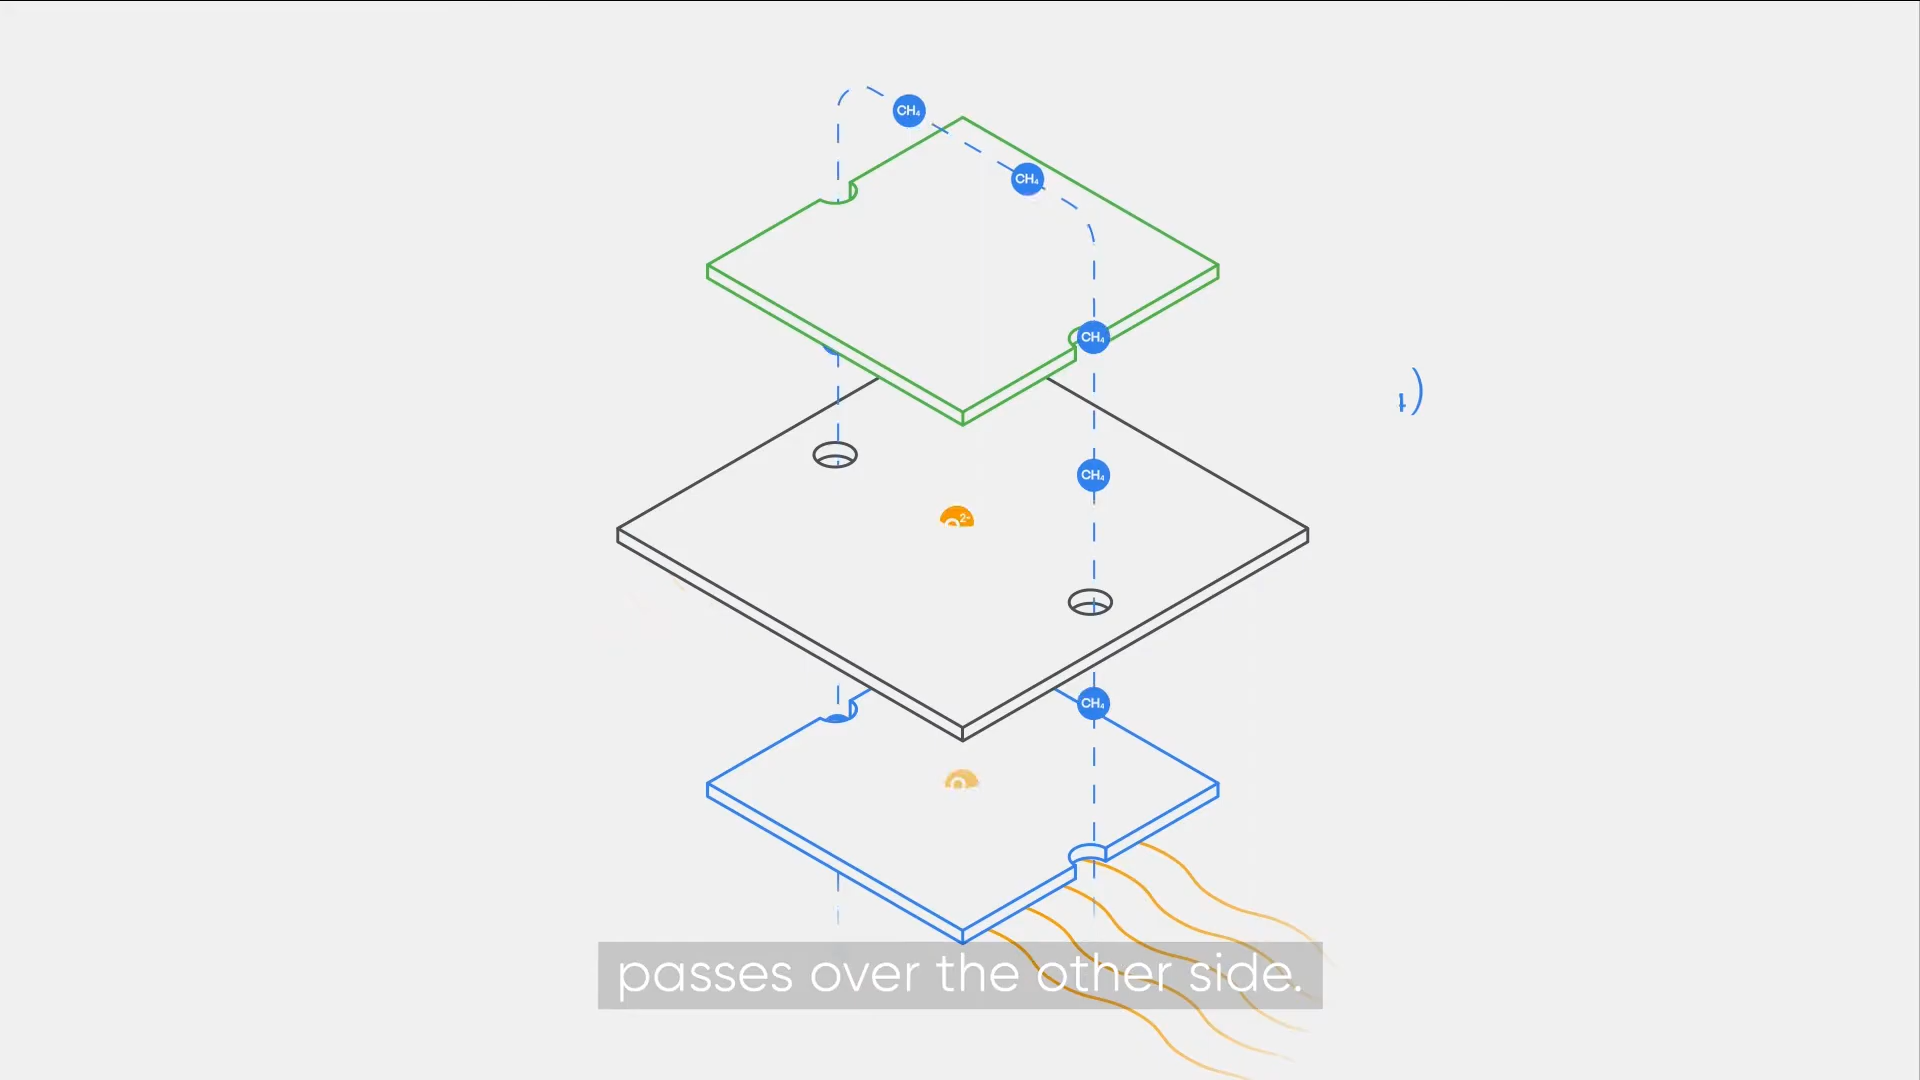 CH₄
CH₄
CH₄
CH₄
CH₄
passes over the other side.